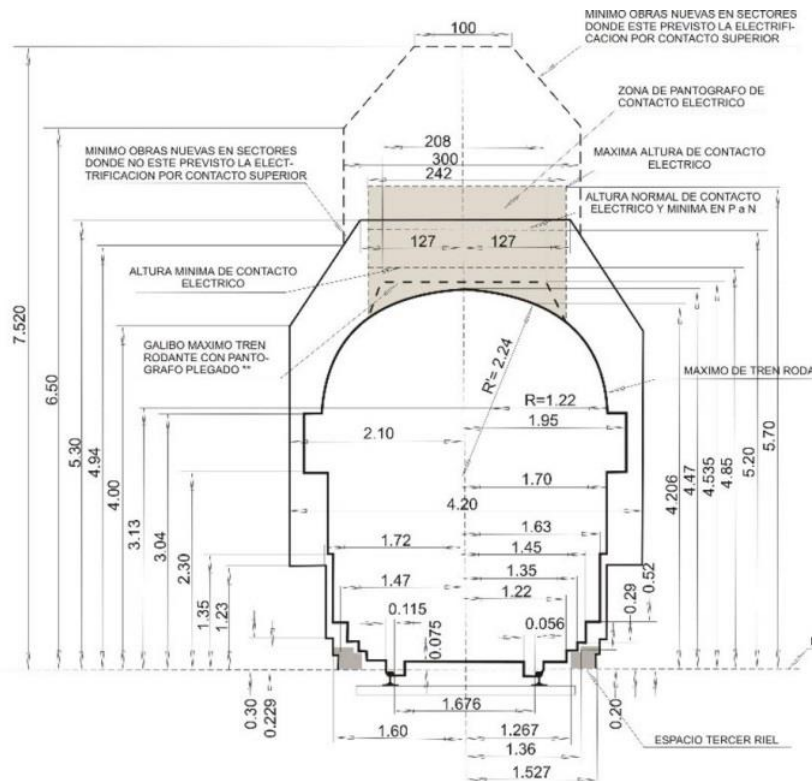 MINIMO OBRAS NUEVAS EN SECTORES
DONDE ESTE PREVISTO LA ELECTRIFI-
CACION POR CONTACTO SUPERIOR
100
ZONA DE PANTOGRAFO DE
CONTACTO ELECTRICO
MINIMO OBRAS NUEVAS EN SECTORES
DONDE NO ESTE PREVISTO LA ELECT-
TRIFICACION POR CONTACTO SUPERIOR
208
300
242
MAXIMA ALTURA DE CONTACTO
ELECTRICO
ALTURA NORMAL DE CONTACTO
ELECTRICO Y MINIMA EN P a N
127
127
ALTURA MINIMA DE CONTACTO
ELECTRICO
GALIBO MAXIMO TREN
RODANTE CON PANTO-
GRAFO PLEGADO **
MAXIMO DE TREN RODA
R'= 2.24
R=1.22
1.95
2.10
1.70
4.20
1.63
1.72
1.45
1.35
1.47
1.22
0.115
0.056
0.075
7.520
6.50
5.30
4.94
4.00
3.13
3.04
2.30
1.35
1.23
4.206
4.47
4.535
4.85
5.20
5.70
0.52
0.29
0.30
0.229
0.20
1.676
1.60
1.267
1.36
1.527
ESPACIO TERCER RIEL